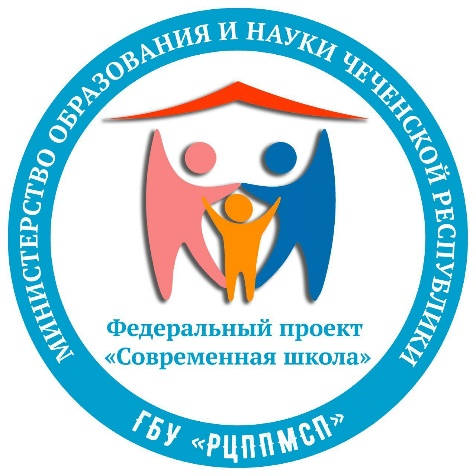 МИНИСТЕРСТВО ОБРАЗОВАНИЯ И НАУКИ ЧЕЧЕНСКОЙ РЕСПУБЛИКИ
Федеральный проект
«Современная школа»
ГБУ «РЦППМСП»